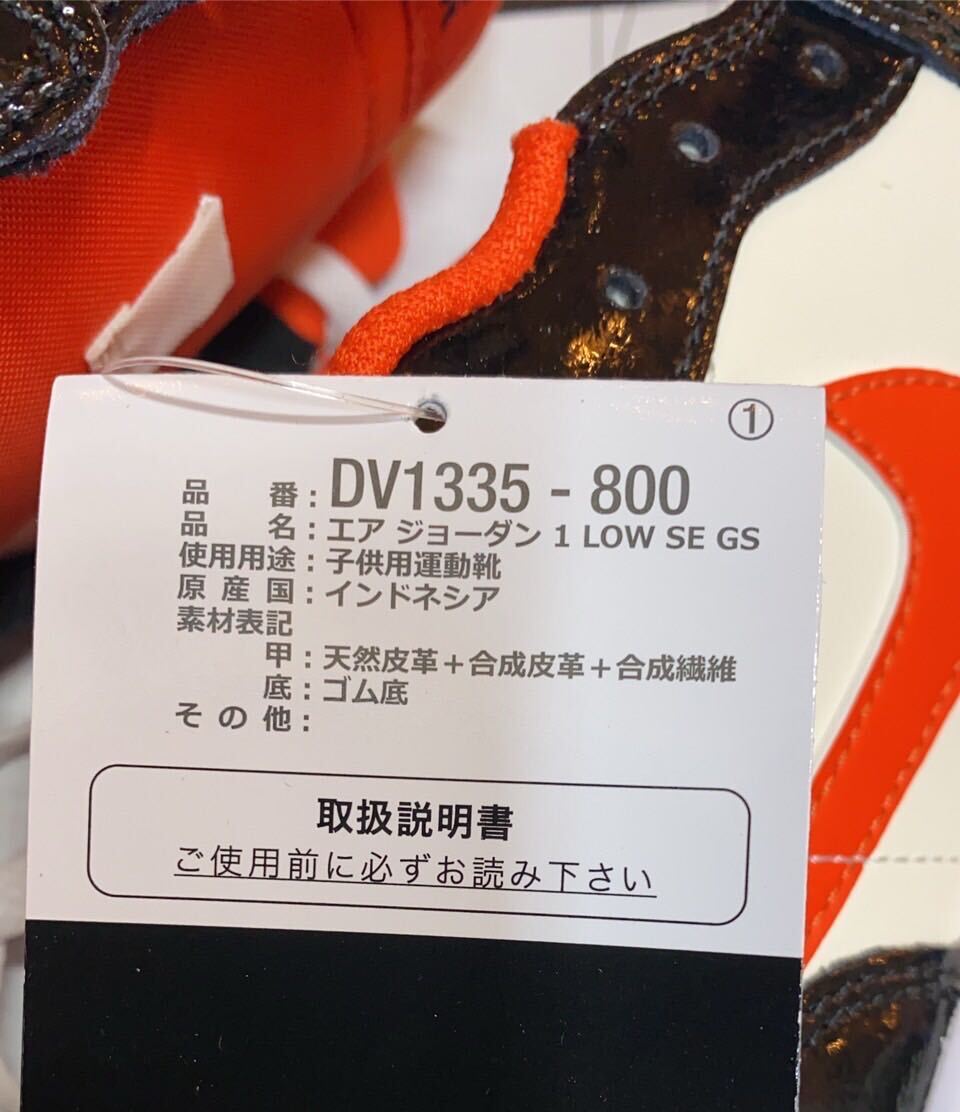 ①
品 番：DV1335 - 800
品 名：エア ジョーダン 1 LOW SE GS
使用用途：子供用運動靴
原 産 国：インドネシア
素材表記
甲：天然皮革＋合成皮革＋合成繊維
底：ゴム底
そ の 他：
取扱説明書
ご使用前に必ずお読み下さい